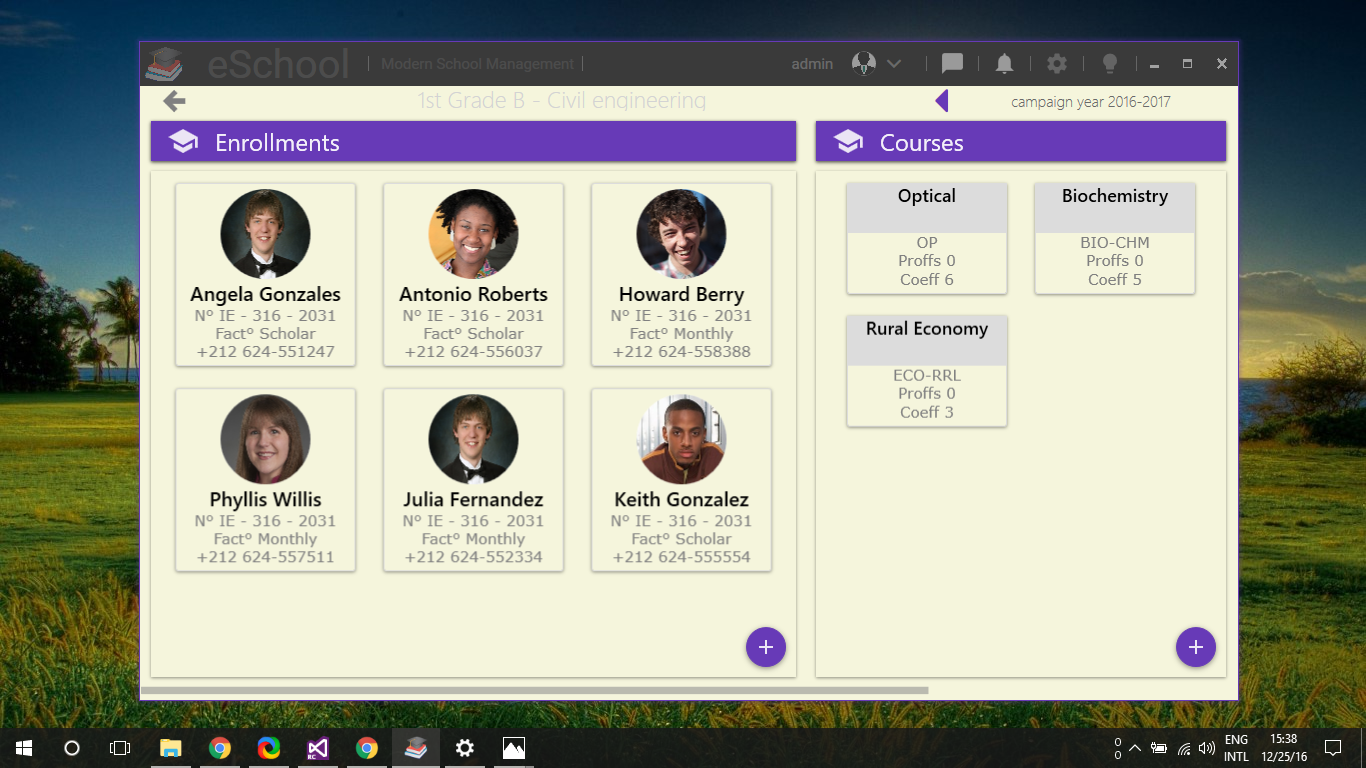 eSchool
Modern School Management
admin
1st Grade B - Civil engineering
campaign year 2016-2017
Enrollments
Angela Gonzales
N° IE - 316 - 2031
Fact° Scholar
+212 624-551247
Antonio Roberts
N° IE - 316 - 2031
Fact° Scholar
+212 624-556037
Howard Berry
N° IE - 316 - 2031
Fact° Monthly
+212 624-558388
Phyllis Willis
N° IE - 316 - 2031
Fact° Monthly
+212 624-557511
Julia Fernandez
N° IE - 316 - 2031
Fact° Monthly
+212 624-552334
Keith Gonzalez
N° IE - 316 - 2031
Fact° Scholar
+212 624-555554
Courses
Optical
OP
Proffs 0
Coeff 6
Biochemistry
BIO-CHM
Proffs 0
Coeff 5
Rural Economy
ECO-RRL
Proffs 0
Coeff 3
RC
0
0
ENG
INTL
15:38
12/25/16